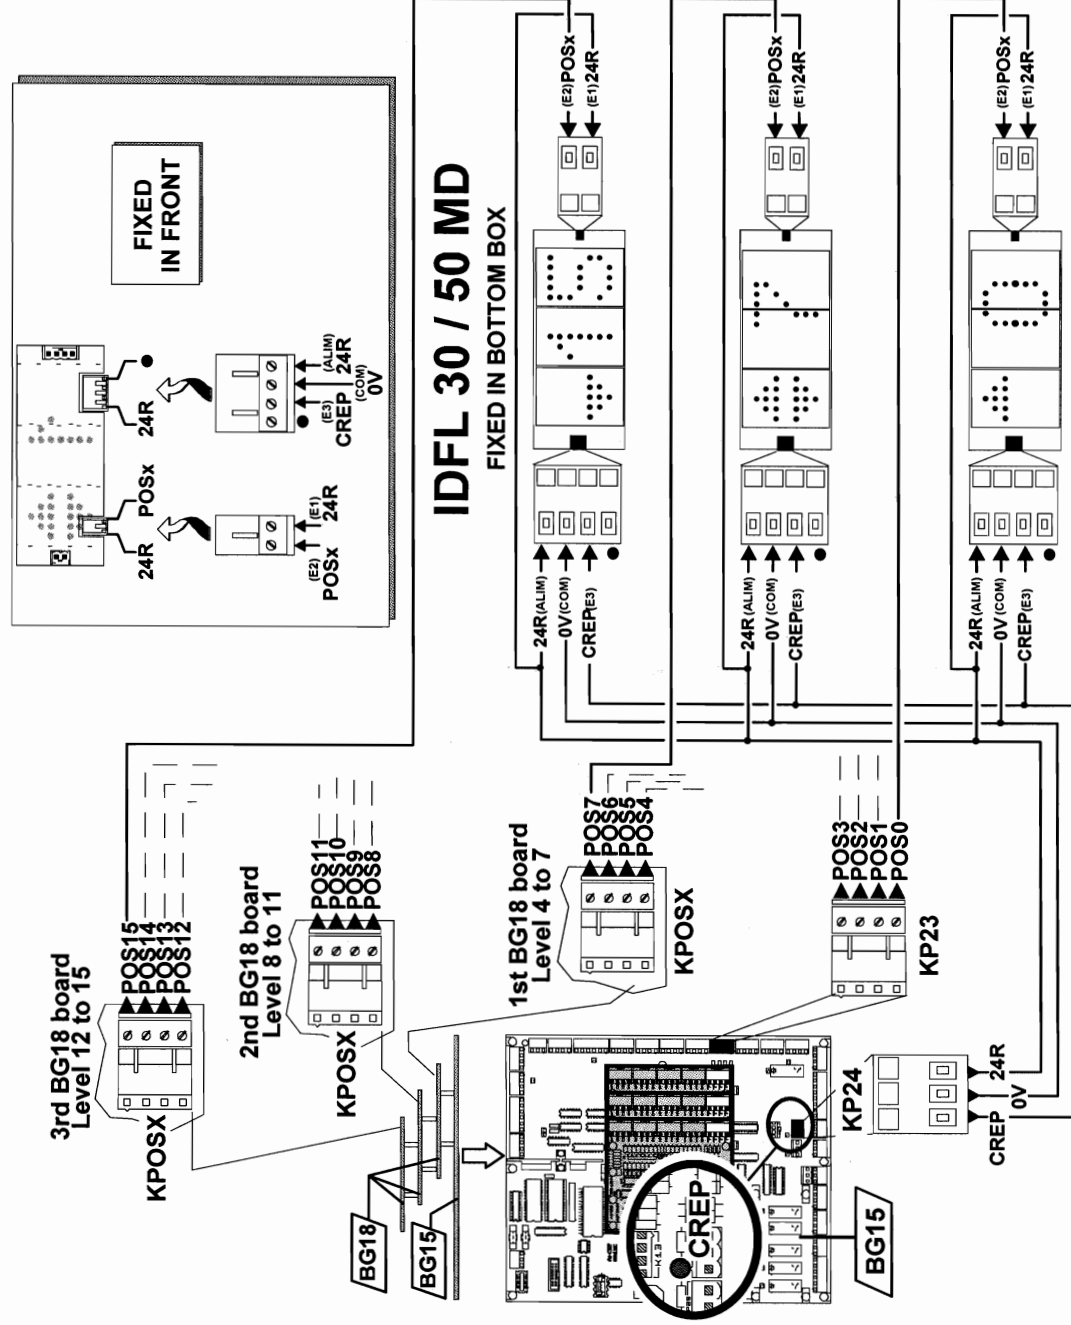 FIXED
IN FRONT
24R
POSx
24R
●
(E2)
POSx
(E1)
24R
(E3)
CREP
(COM)
0V
(ALIM)
24R
IDFL 30 / 50 MD
FIXED IN BOTTOM BOX
24R(ALIM)
0V(COM)
CREP(E3)
(E2)POSx
(E1)24R
15
24R(ALIM)
0V(COM)
CREP(E3)
(E2)POSx
(E1)24R
7
24R(ALIM)
0V(COM)
CREP(E3)
(E2)POSx
(E1)24R
0
3rd BG18 board
Level 12 to 15
POS15
POS14
POS13
POS12
KPOSX
2nd BG18 board
Level 8 to 11
POS11
POS10
POS9
POS8
KPOSX
1st BG18 board
Level 4 to 7
POS7
POS6
POS5
POS4
KPOSX
POS3
POS2
POS1
POS0
KP23
BG18
BG15
K13
CREP
BG15
KP24
CREP
0V
24R